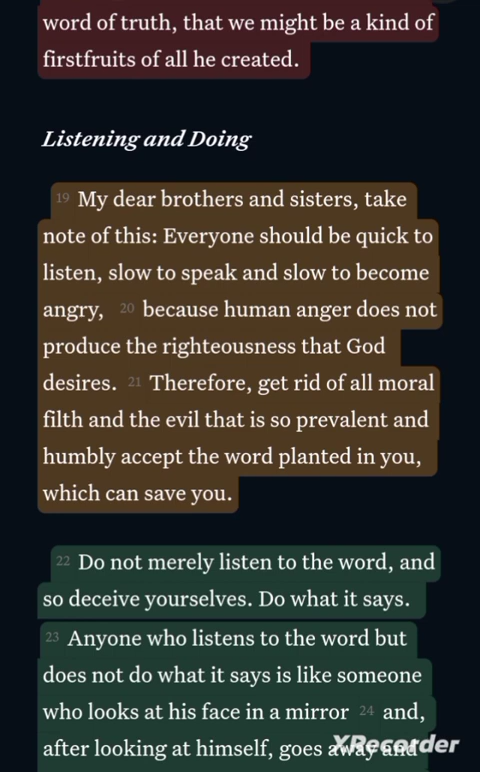 word of truth, that we might be a kind of
firstfruits of all he created.
Listening and Doing
19 My dear brothers and sisters, take
note of this: Everyone should be quick to
listen, slow to speak and slow to become
angry, 20 because human anger does not
produce the righteousness that God
desires. 21 Therefore, get rid of all moral
filth and the evil that is so prevalent and
humbly accept the word planted in you,
which can save you.
22 Do not merely listen to the word, and
so deceive yourselves. Do what it says.
23 Anyone who listens to the word but
does not do what it says is like someone
who looks at his face in a mirror 24 and,
after looking at himself, goes away and
XRecorder